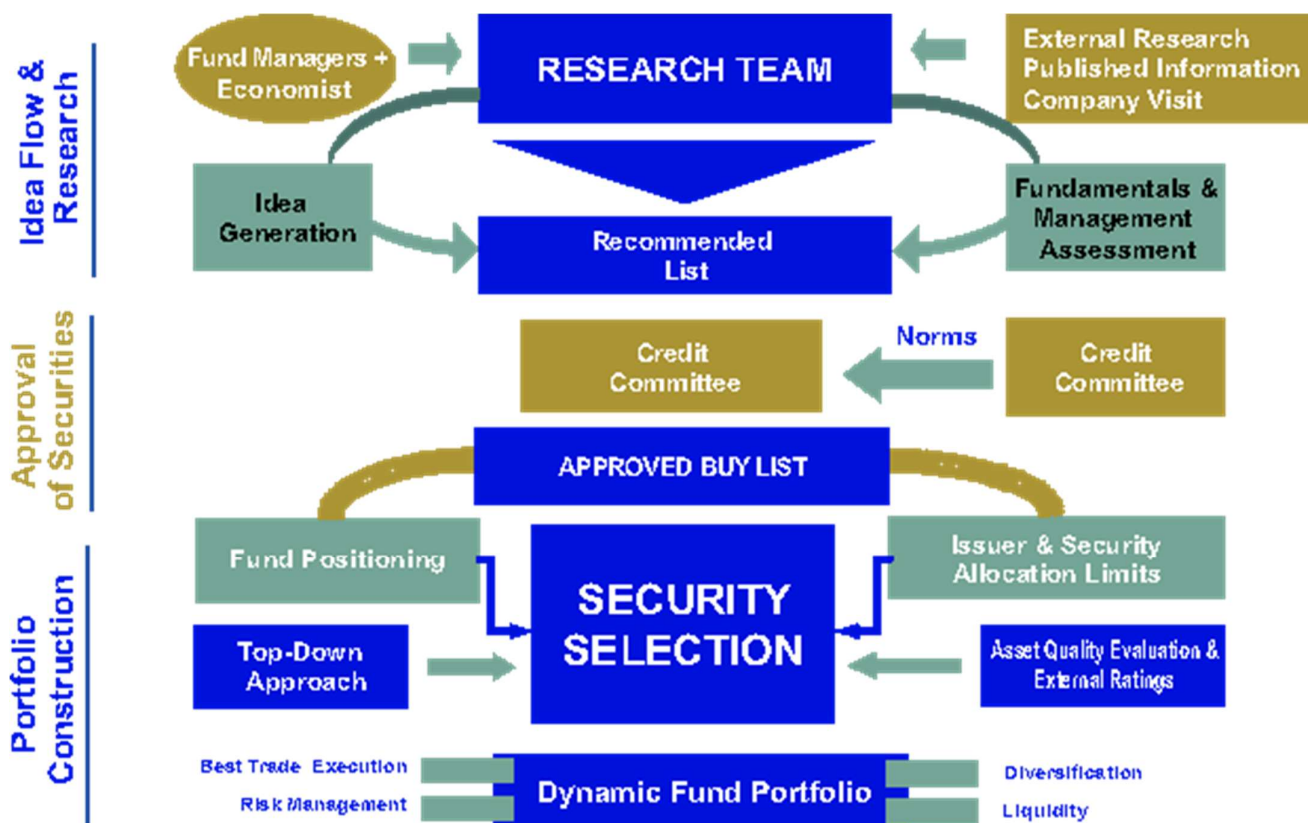 Idea Flow &
Research
Fund Managers +
Economist
RESEARCH TEAM
External Research
Published Information
Company Visit
Idea
Generation
Recommended
List
Fundamentals &
Management
Assessment
Approval
of Securities
Credit
Committee
Norms
Credit
Committee
APPROVED BUY LIST
Portfolio
Construction
Fund Positioning
SECURITY
SELECTION
Issuer & Security
Allocation Limits
Top-Down
Approach
Asset Quality Evaluation &
External Ratings
Best Trade Execution
Risk Management
Dynamic Fund Portfolio
Diversification
Liquidity